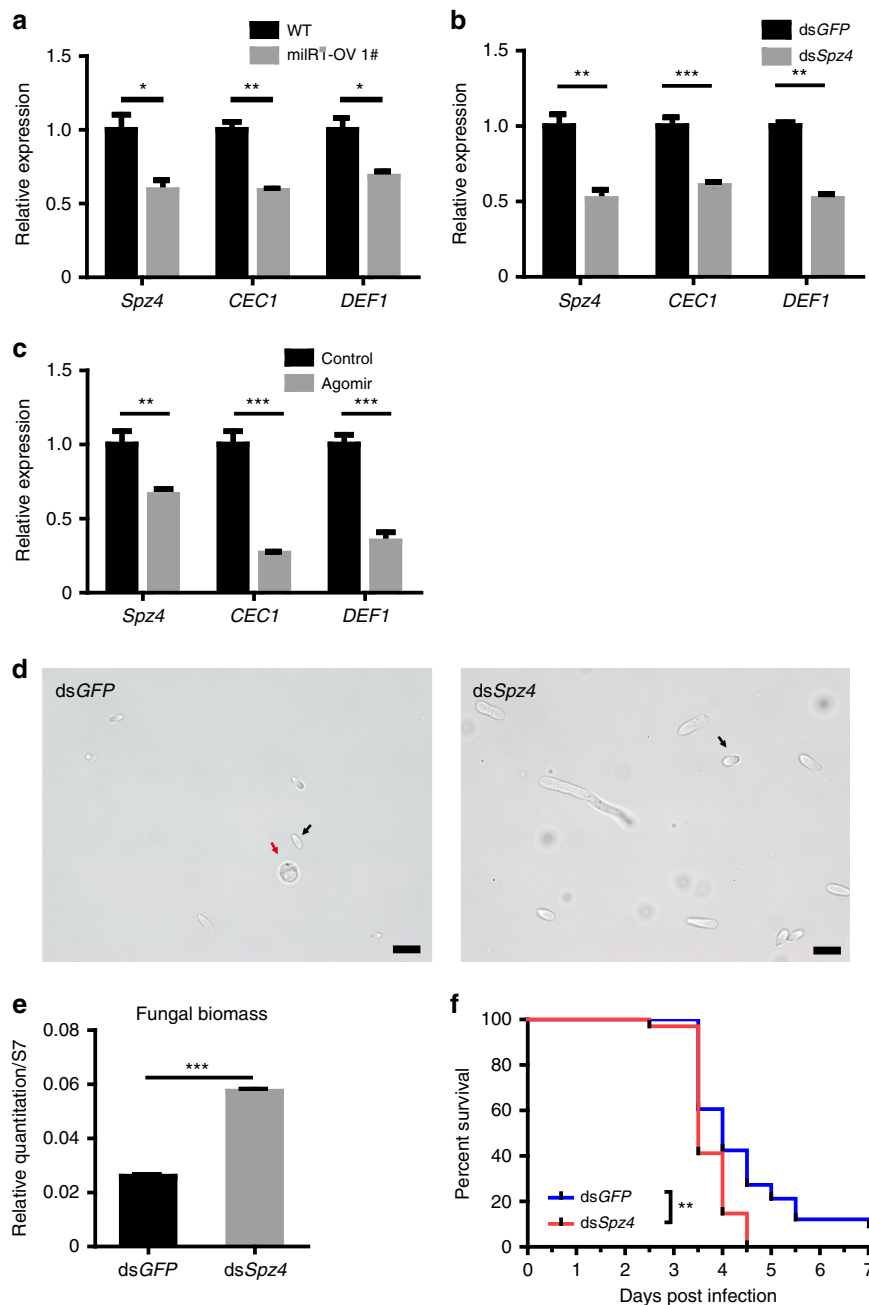 a
WT
milR1-OV 1#
1.5
1.0
0.5
0
Relative expression
*
**
*
Spz4
CEC1
DEF1
b
dsGFP
dsSpz4
1.5
1.0
0.5
0
Relative expression
**
***
**
Spz4
CEC1
DEF1
c
Control
Agomir
1.5
1.0
0.5
0
Relative expression
**
***
***
Spz4
CEC1
DEF1
d
dsGFP
dsSpz4
e
Fungal biomass
0.08
0.06
0.04
0.02
0
Relative quantitation/S7
***
dsGFP
dsSpz4
f
100
80
60
40
20
0
Percent survival
dsGFP
dsSpz4
**
0 1 2 3 4 5 6 7
Days post infection